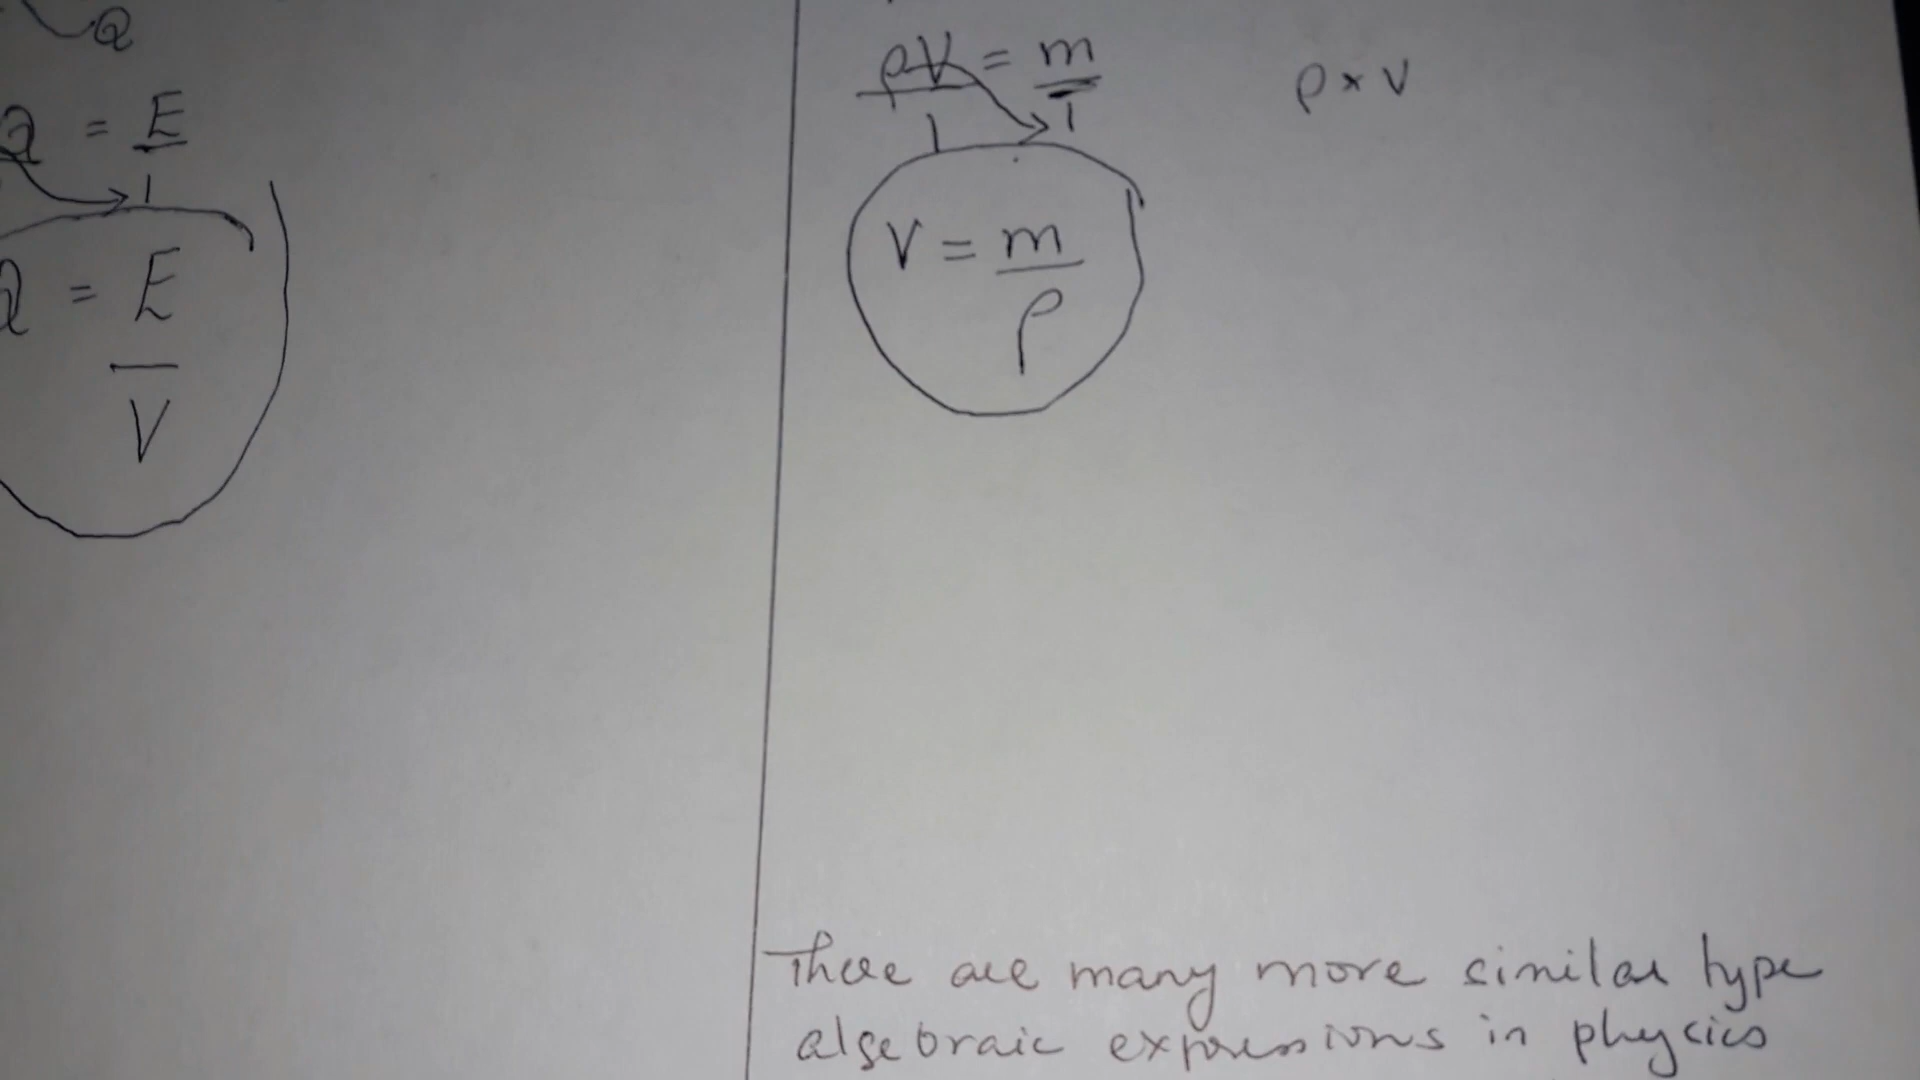 Q
Q = E
1
Q = E
V
ρV = m
1 1
ρ × V
V = m
ρ
There are many more similar type
algebraic expressions in physics